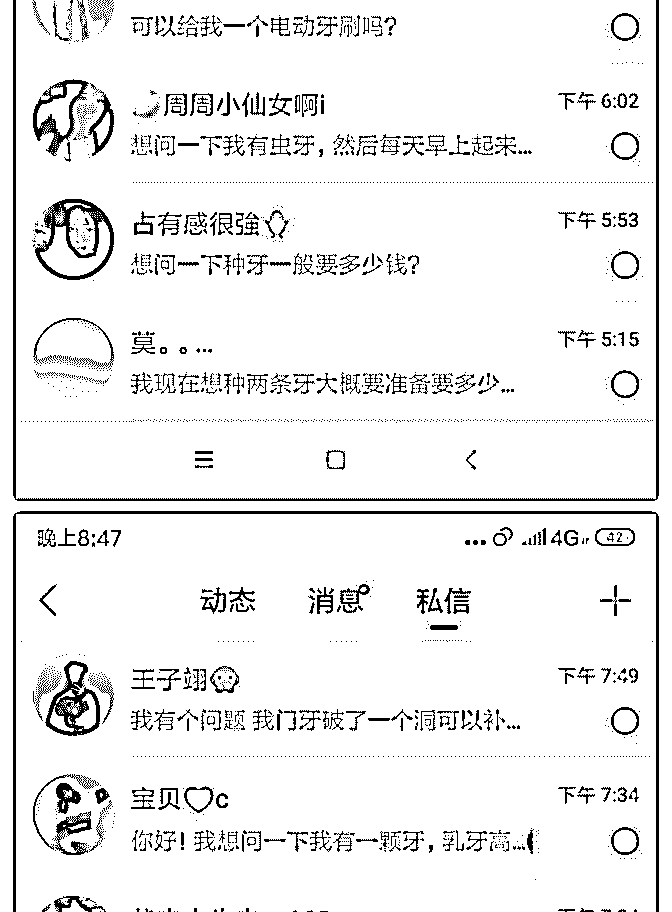 可以给我一个电动牙刷吗?
🌙周周小仙女啊i
下午 6:02
想问一下我有虫牙,然后每天早上起来...
占有感很強
下午 5:53
想问一下种牙一般要多少钱?
莫。。...
下午 5:15
我现在想种两条牙大概要准备要多少...
晚上8:47
4G
42
动态
消息
私信
王子翊
下午 7:49
我有个问题 我门牙破了一个洞可以补...
宝贝♡c
下午 7:34
你好! 我想问一下我有一颗牙,乳牙高...